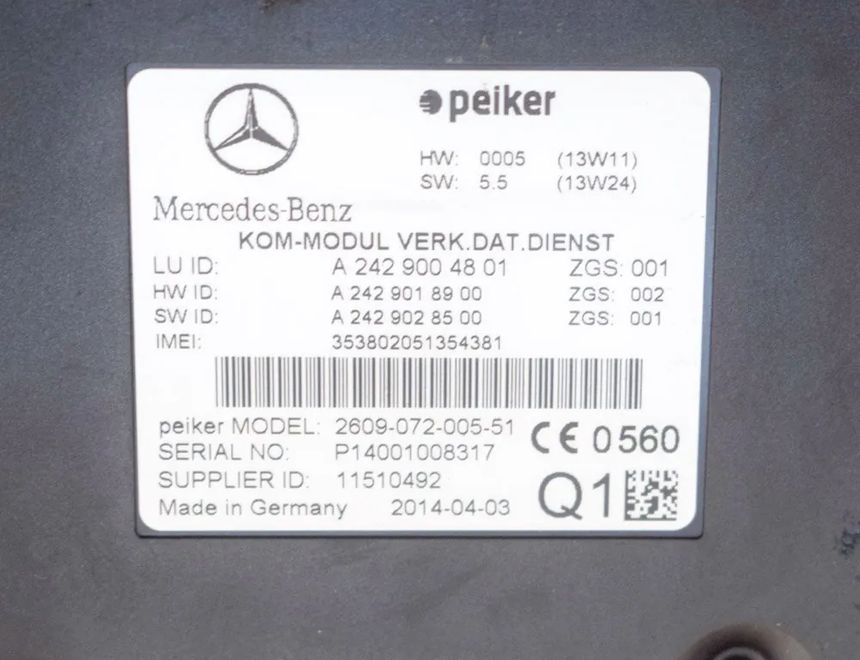 peiker
HW: 0005 (13W11)
SW: 5.5 (13W24)
Mercedes-Benz
KOM-MODUL VERK.DAT.DIENST
LU ID: A 242 900 48 01 ZGS: 001
HW ID: A 242 901 89 00 ZGS: 002
SW ID: A 242 902 85 00 ZGS: 001
IMEI: 353802051354381
peiker MODEL: 2609-072-005-51
SERIAL NO: P14001008317
CE 0560
SUPPLIER ID: 11510492
Made in Germany 2014-04-03
Q1